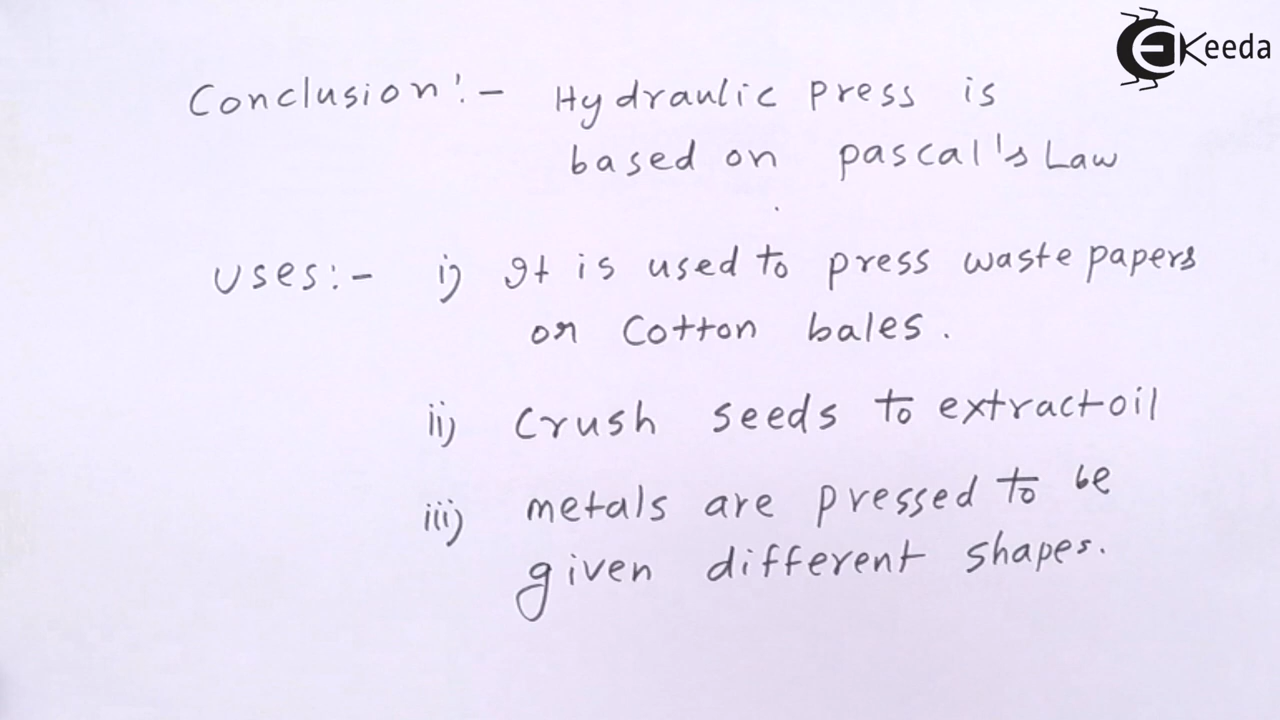 EKeeda
Conclusion :- Hydraulic press is
based on pascal's Law
Uses:- i) It is used to press waste papers
or Cotton bales.
ii) Crush seeds to extract oil
iii) metals are pressed to be
given different shapes.